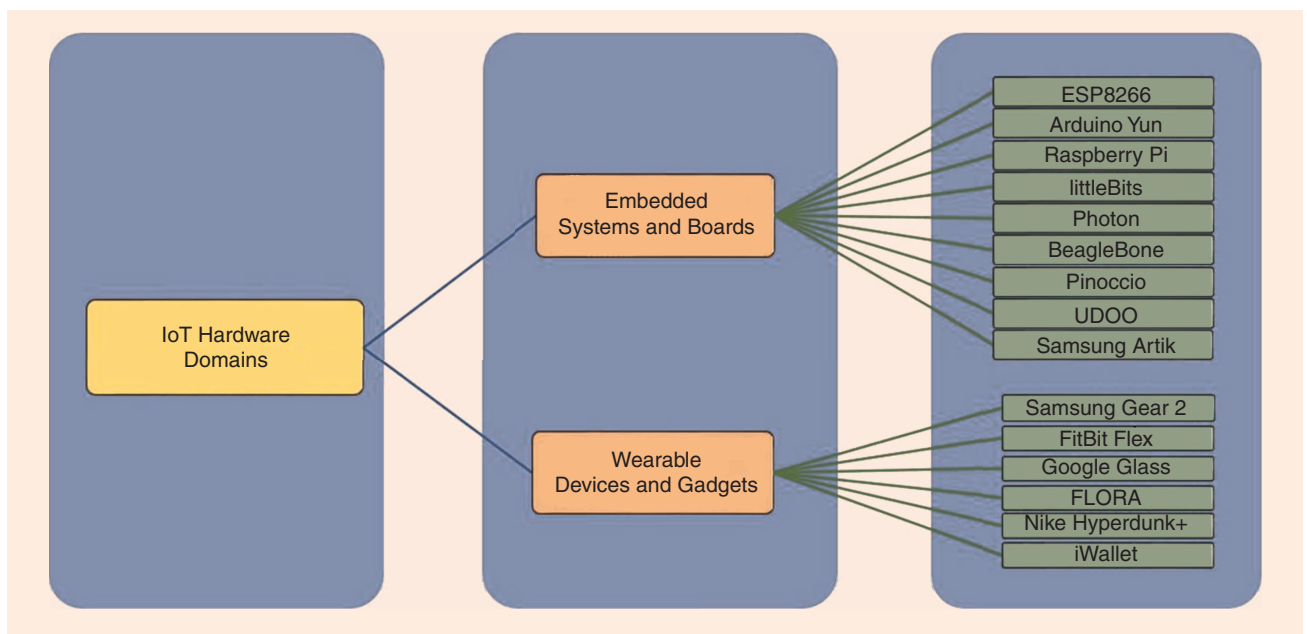 IoT Hardware
Domains
Embedded
Systems and Boards
Wearable
Devices and Gadgets
ESP8266
Arduino Yun
Raspberry Pi
littleBits
Photon
BeagleBone
Pinoccio
UDOO
Samsung Artik
Samsung Gear 2
FitBit Flex
Google Glass
FLORA
Nike Hyperdunk+
iWallet